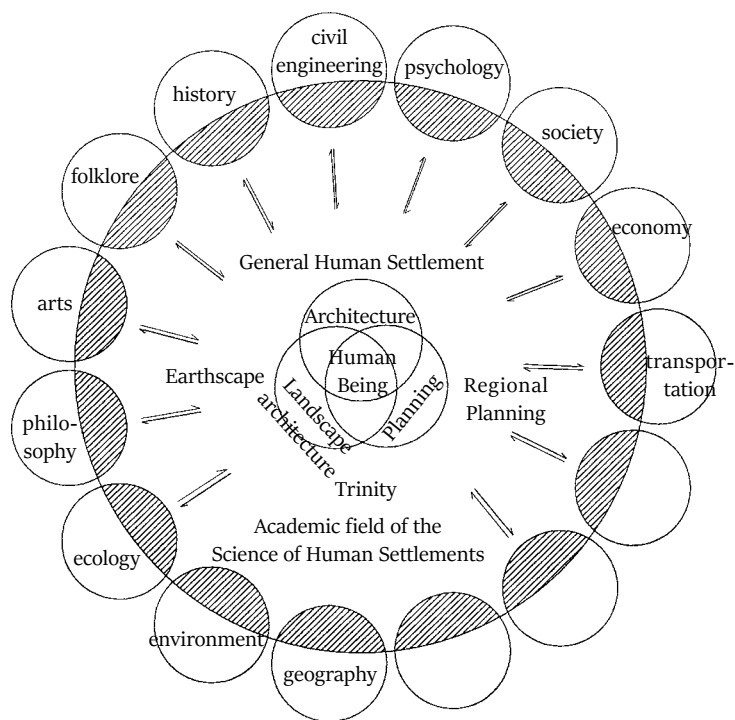 civil
engineering
psychology
history
society
folklore
economy
General Human Settlement
arts
Architecture
Human
Being
transpor-
tation
Earthscape
Regional
Planning
Landscape
architecture
Planning
philo-
sophy
Trinity
Academic field of the
Science of Human Settlements
ecology
environment
geography